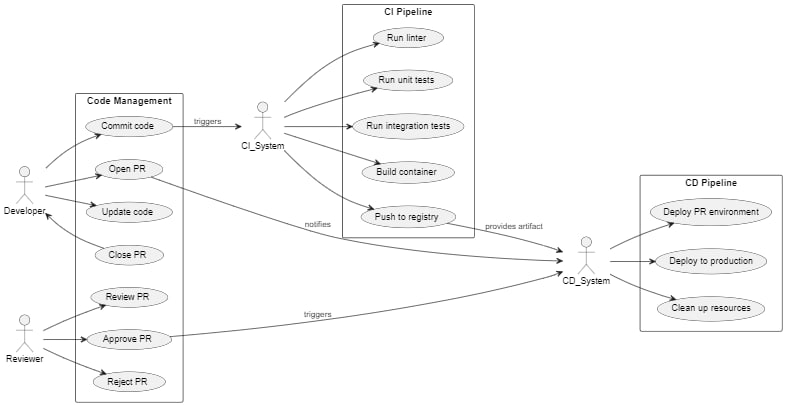 CI Pipeline
Run linter
Run unit tests
Run integration tests
Build container
Push to registry
Code Management
Commit code
Open PR
Update code
Close PR
Review PR
Approve PR
Reject PR
CD Pipeline
Deploy PR environment
Deploy to production
Clean up resources
Developer
Reviewer
CI_System
CD_System
triggers
notifies
provides artifact
triggers